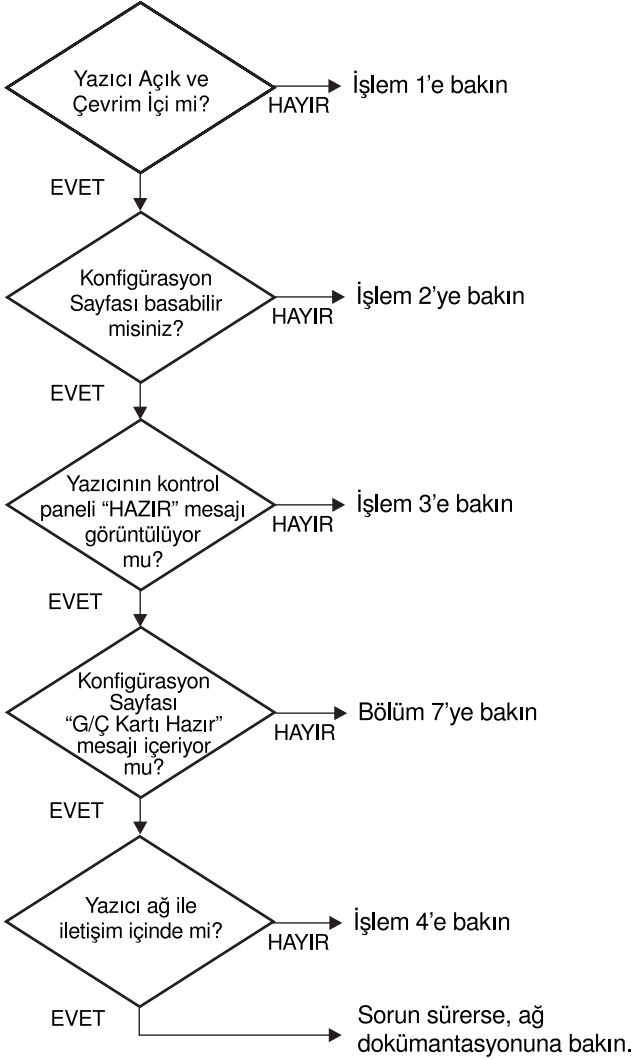 Yazıcı Açık ve
Çevrim İçi mi?
HAYIR
İşlem 1'e bakın
EVET
Konfigürasyon
Sayfası basabilir
misiniz?
HAYIR
İşlem 2'ye bakın
EVET
Yazıcının kontrol
paneli “HAZIR” mesajı
görüntülüyor
mu?
HAYIR
İşlem 3'e bakın
EVET
Konfigürasyon
Sayfası
“G/Ç Kartı Hazır”
mesajı içeriyor
mu?
HAYIR
Bölüm 7'ye bakın
EVET
Yazıcı ağ ile
iletişim içinde mi?
HAYIR
İşlem 4'e bakın
EVET
Sorun sürerse, ağ
dokümantasyonuna bakın.